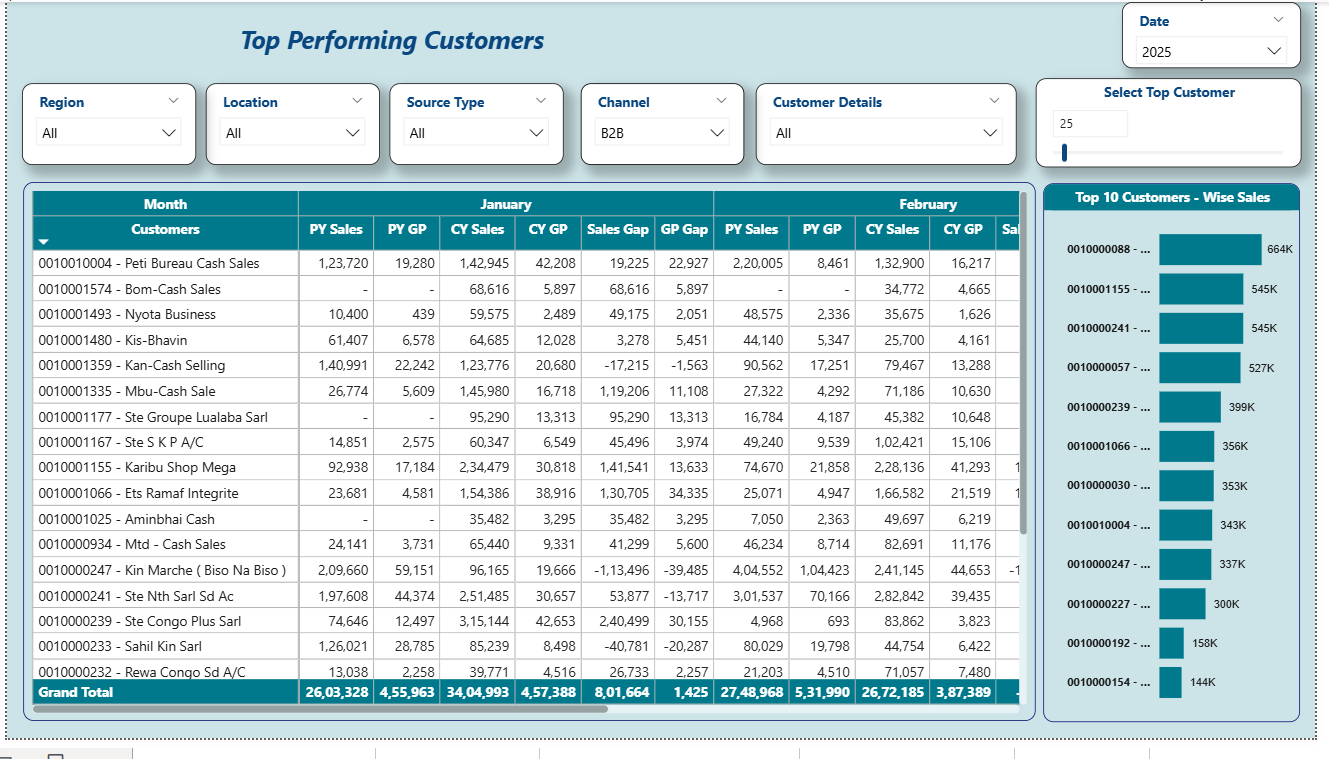 Top Performing Customers
Date
2025
Region
All
Location
All
Source Type
All
Channel
B2B
Customer Details
All
Select Top Customer
25
Month January February
Customers PY Sales PY GP CY Sales CY GP Sales Gap GP Gap PY Sales PY GP CY Sales CY GP Sal
0010010004 - Peti Bureau Cash Sales 1,23,720 19,280 1,42,945 42,208 19,225 22,927 2,20,005 8,461 1,32,900 16,217
0010001574 - Bom-Cash Sales - - 68,616 5,897 68,616 5,897 - - 34,772 4,665
0010001493 - Nyota Business 10,400 439 59,575 2,489 49,175 2,051 48,575 2,336 35,675 1,626
0010001480 - Kis-Bhavin 61,407 6,578 64,685 12,028 3,278 5,451 44,140 5,347 25,700 4,161
0010001359 - Kan-Cash Selling 1,40,991 22,242 1,23,776 20,680 -17,215 -1,563 90,562 17,251 79,467 13,288
0010001335 - Mbu-Cash Sale 26,774 5,609 1,45,980 16,718 1,19,206 11,108 27,322 4,292 71,186 10,630
0010001177 - Ste Groupe Lualaba Sarl - - 95,290 13,313 95,290 13,313 16,784 4,187 45,382 10,648
0010001167 - Ste S K P A/C 14,851 2,575 60,347 6,549 45,496 3,974 49,240 9,539 1,02,421 15,106
0010001155 - Karibu Shop Mega 92,938 17,184 2,34,479 30,818 1,41,541 13,633 74,670 21,858 2,28,136 41,293 1
0010001066 - Ets Ramaf Integrite 23,681 4,581 1,54,386 38,916 1,30,705 34,335 25,071 4,947 1,66,582 21,519 1
0010001025 - Aminbhai Cash - - 35,482 3,295 35,482 3,295 7,050 2,363 49,697 6,219
0010000934 - Mtd - Cash Sales 24,141 3,731 65,440 9,331 41,299 5,600 46,234 8,714 82,691 11,176
0010000247 - Kin Marche ( Biso Na Biso ) 2,09,660 59,151 96,165 19,666 -1,13,496 -39,485 4,04,552 1,04,423 2,41,145 44,653 -1
0010000241 - Ste Nth Sarl Sd Ac 1,97,608 44,374 2,51,485 30,657 53,877 -13,717 3,01,537 70,166 2,82,842 39,435
0010000239 - Ste Congo Plus Sarl 74,646 12,497 3,15,144 42,653 2,40,499 30,155 4,968 693 83,862 3,823
0010000233 - Sahil Kin Sarl 1,26,021 28,785 85,239 8,498 -40,781 -20,287 80,029 19,798 44,754 6,422
0010000232 - Rewa Congo Sd A/C 13,038 2,258 39,771 4,516 26,733 2,257 21,203 4,510 71,057 7,480
Grand Total 26,03,328 4,55,963 34,04,993 4,57,388 8,01,664 1,425 27,48,968 5,31,990 26,72,185 3,87,389 -
Top 10 Customers - Wise Sales
0010000088 - ... 664K
0010001155 - ... 545K
0010000241 - ... 545K
0010000057 - ... 527K
0010000239 - ... 399K
0010001066 - ... 356K
0010000030 - ... 353K
0010010004 - ... 343K
0010000247 - ... 337K
0010000227 - ... 300K
0010000192 - ... 158K
0010000154 - ... 144K